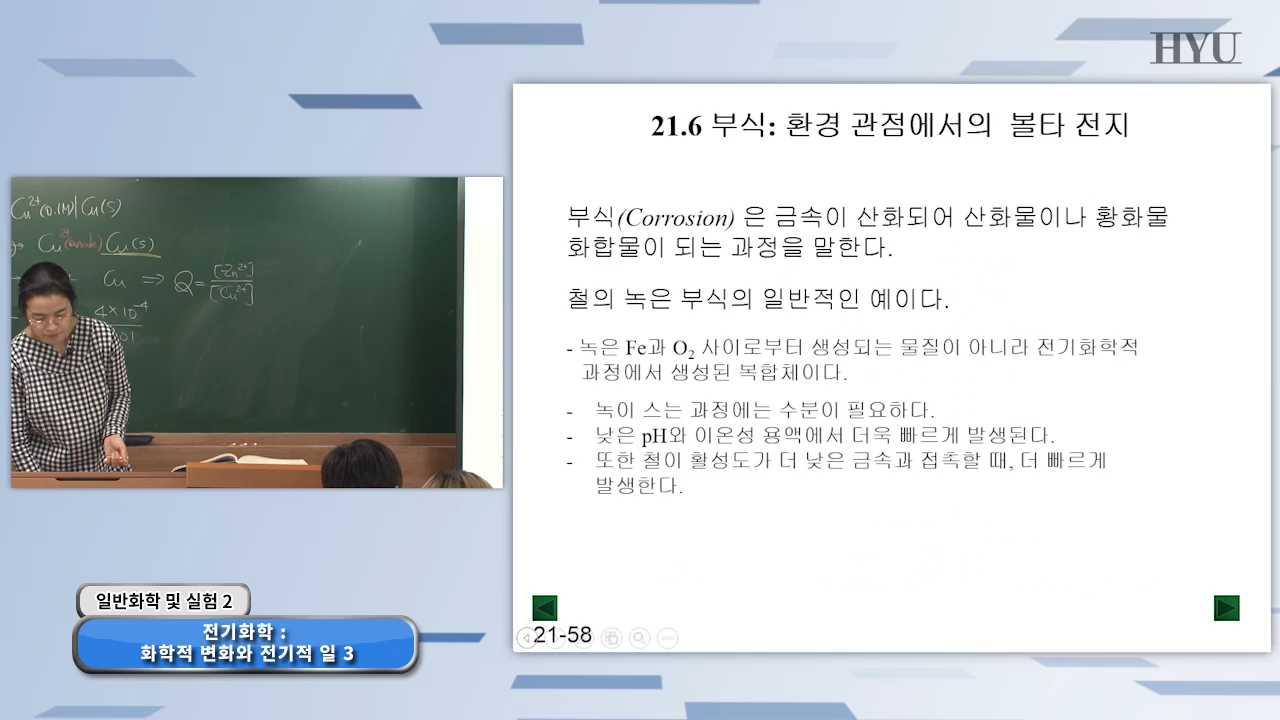 HYU
21.6 부식: 환경 관점에서의 볼타 전지
부식(Corrosion) 은 금속이 산화되어 산화물이나 황화물
화합물이 되는 과정을 말한다.
철의 녹은 부식의 일반적인 예이다.
- 녹은 Fe과 O₂ 사이로부터 생성되는 물질이 아니라 전기화학적
과정에서 생성된 복합체이다.
- 녹이 스는 과정에는 수분이 필요하다.
- 낮은 pH와 이온성 용액에서 더욱 빠르게 발생된다.
- 또한 철이 활성도가 더 낮은 금속과 접촉할 때, 더 빠르게
발생한다.
21-58
Cu²⁺(0.1M)|Cu(s)
Cu²⁺ Cu(s)
Cu ⇒ Q = [Zn²⁺]
[Cu²⁺]
4×10⁻⁴
일반화학 및 실험 2
전기화학 :
화학적 변화와 전기적 일 3